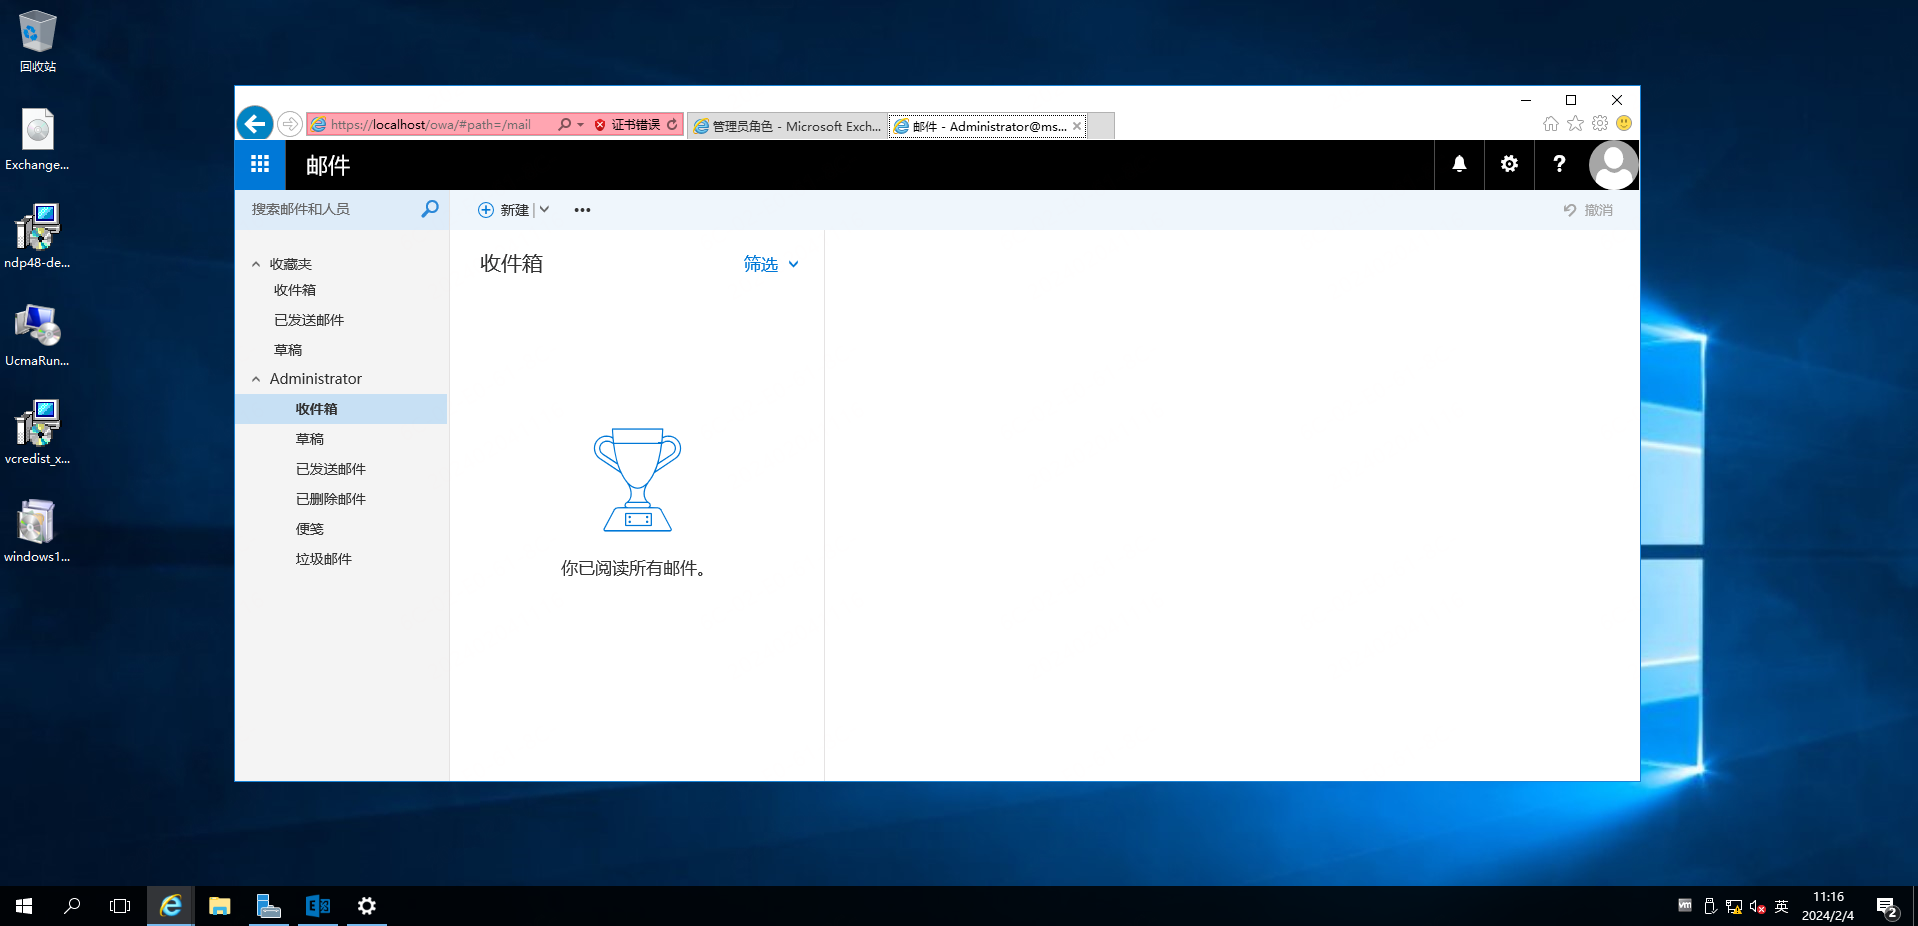 回收站
Exchange...
ndp48-de...
UcmaRun...
vcredist_x...
windows1...
https://localhost/owa/#path=/mail
证书错误
管理员角色 - Microsoft Exch...
邮件 - Administrator@ms...
邮件
?
搜索邮件和人员
新建
撤消
收藏夹
收件箱
已发送邮件
草稿
Administrator
收件箱
草稿
已发送邮件
已删除邮件
便笺
垃圾邮件
收件箱
筛选
你已阅读所有邮件。
vm
英
11:16
2024/2/4
2